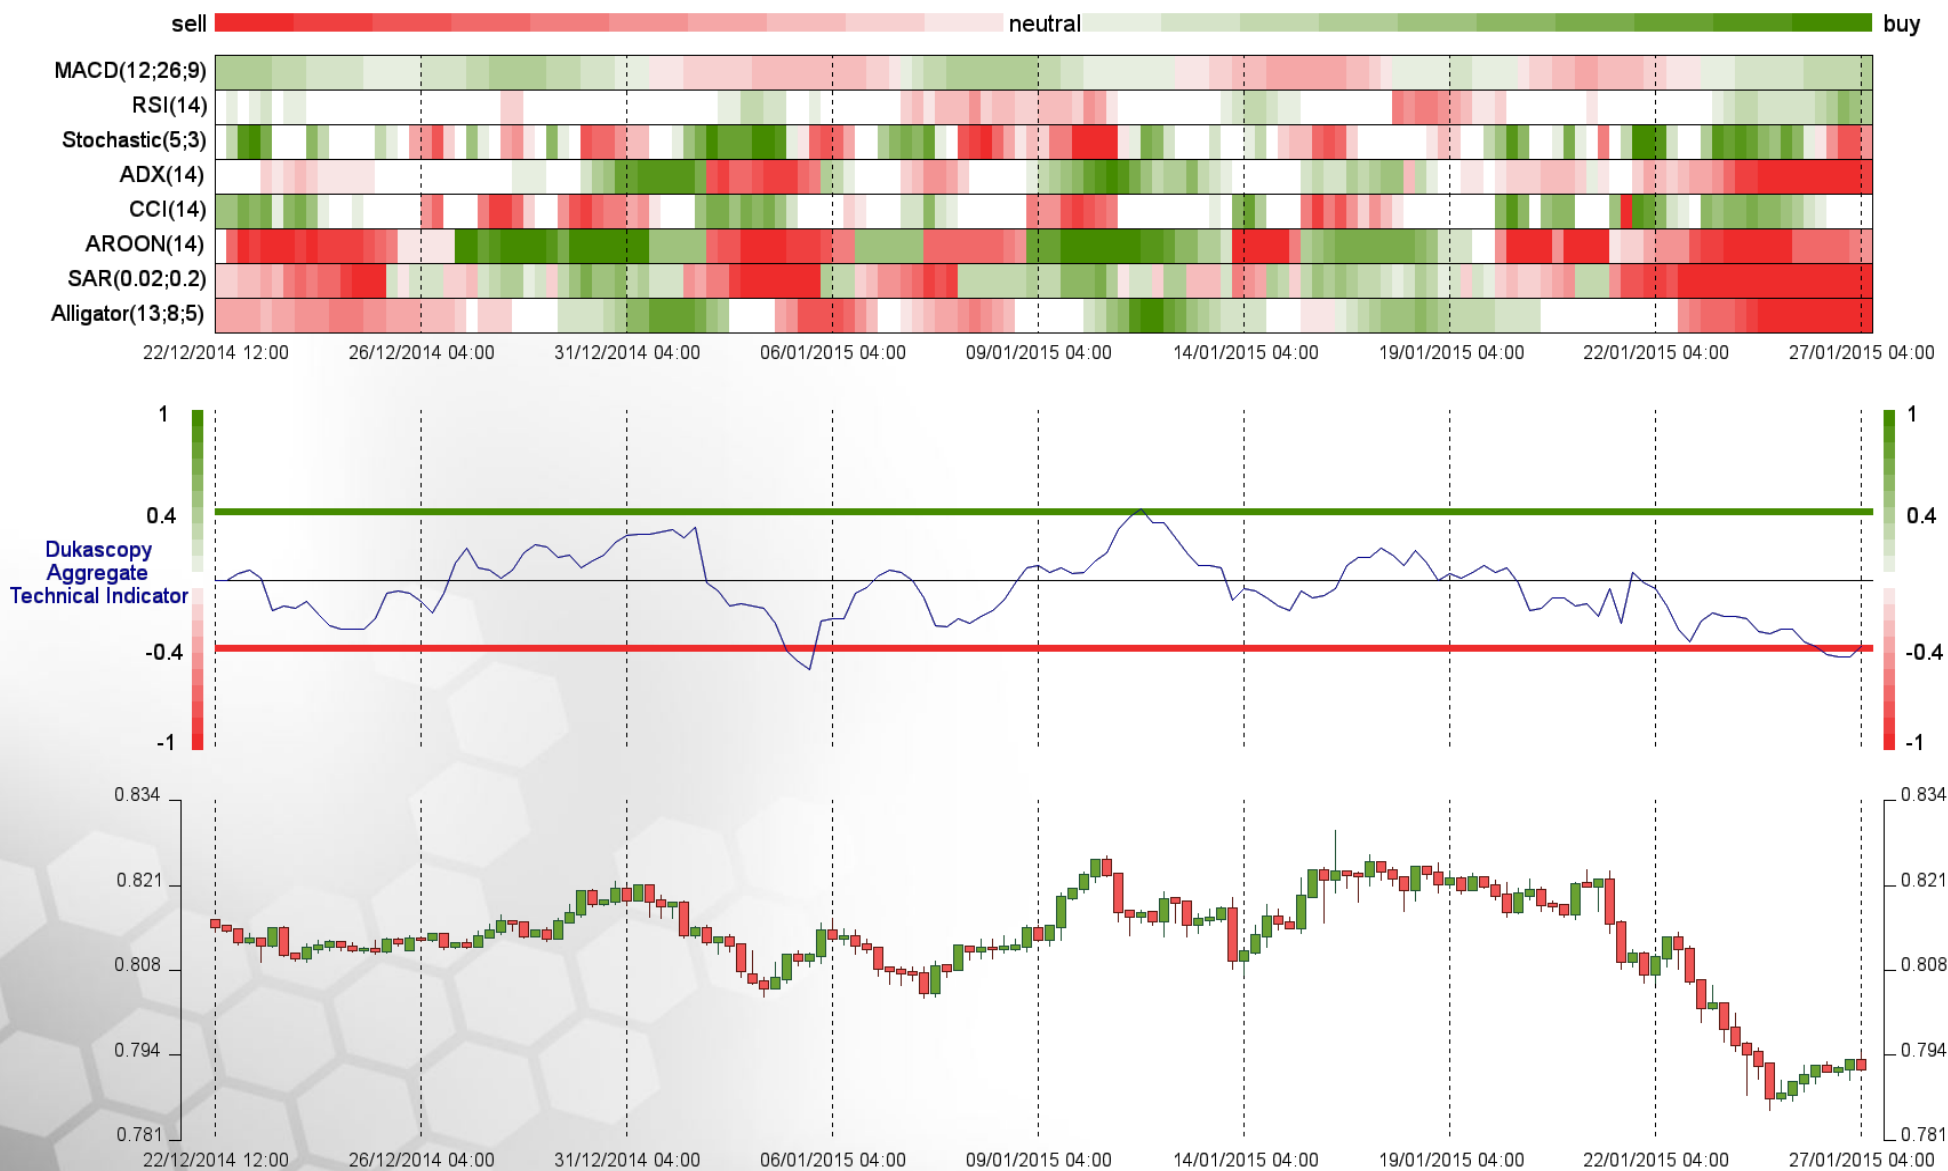 sell neutral buy
MACD(12;26;9)
RSI(14)
Stochastic(5;3)
ADX(14)
CCI(14)
AROON(14)
SAR(0.02;0.2)
Alligator(13;8;5)
22/12/2014 12:00 26/12/2014 04:00 31/12/2014 04:00 06/01/2015 04:00 09/01/2015 04:00 14/01/2015 04:00 19/01/2015 04:00 22/01/2015 04:00 27/01/2015 04:00
1 1
0.4 0.4
Dukascopy
Aggregate
Technical Indicator
-0.4 -0.4
-1 -1
0.834 0.834
0.821 0.821
0.808 0.808
0.794 0.794
0.781 0.781
22/12/2014 12:00 26/12/2014 04:00 31/12/2014 04:00 06/01/2015 04:00 09/01/2015 04:00 14/01/2015 04:00 19/01/2015 04:00 22/01/2015 04:00 27/01/2015 04:00